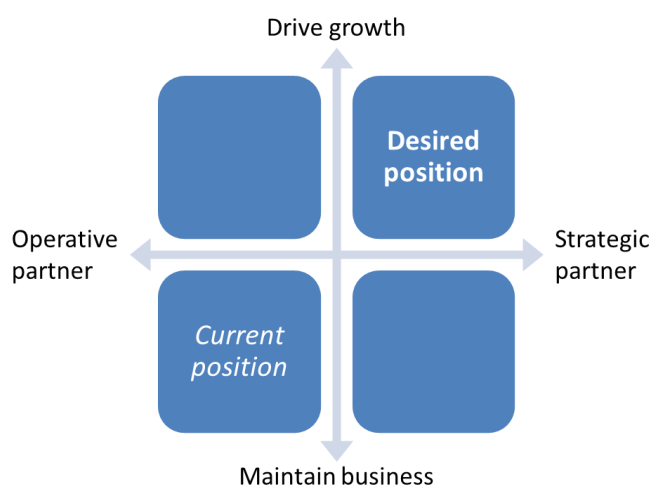 Drive growth
Desired
position
Operative
partner
Strategic
partner
Current
position
Maintain business